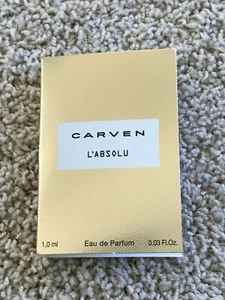 CARVEN
L'ABSOLU
1.0 ml Eau de Parfum 0.03 Fl.Oz.